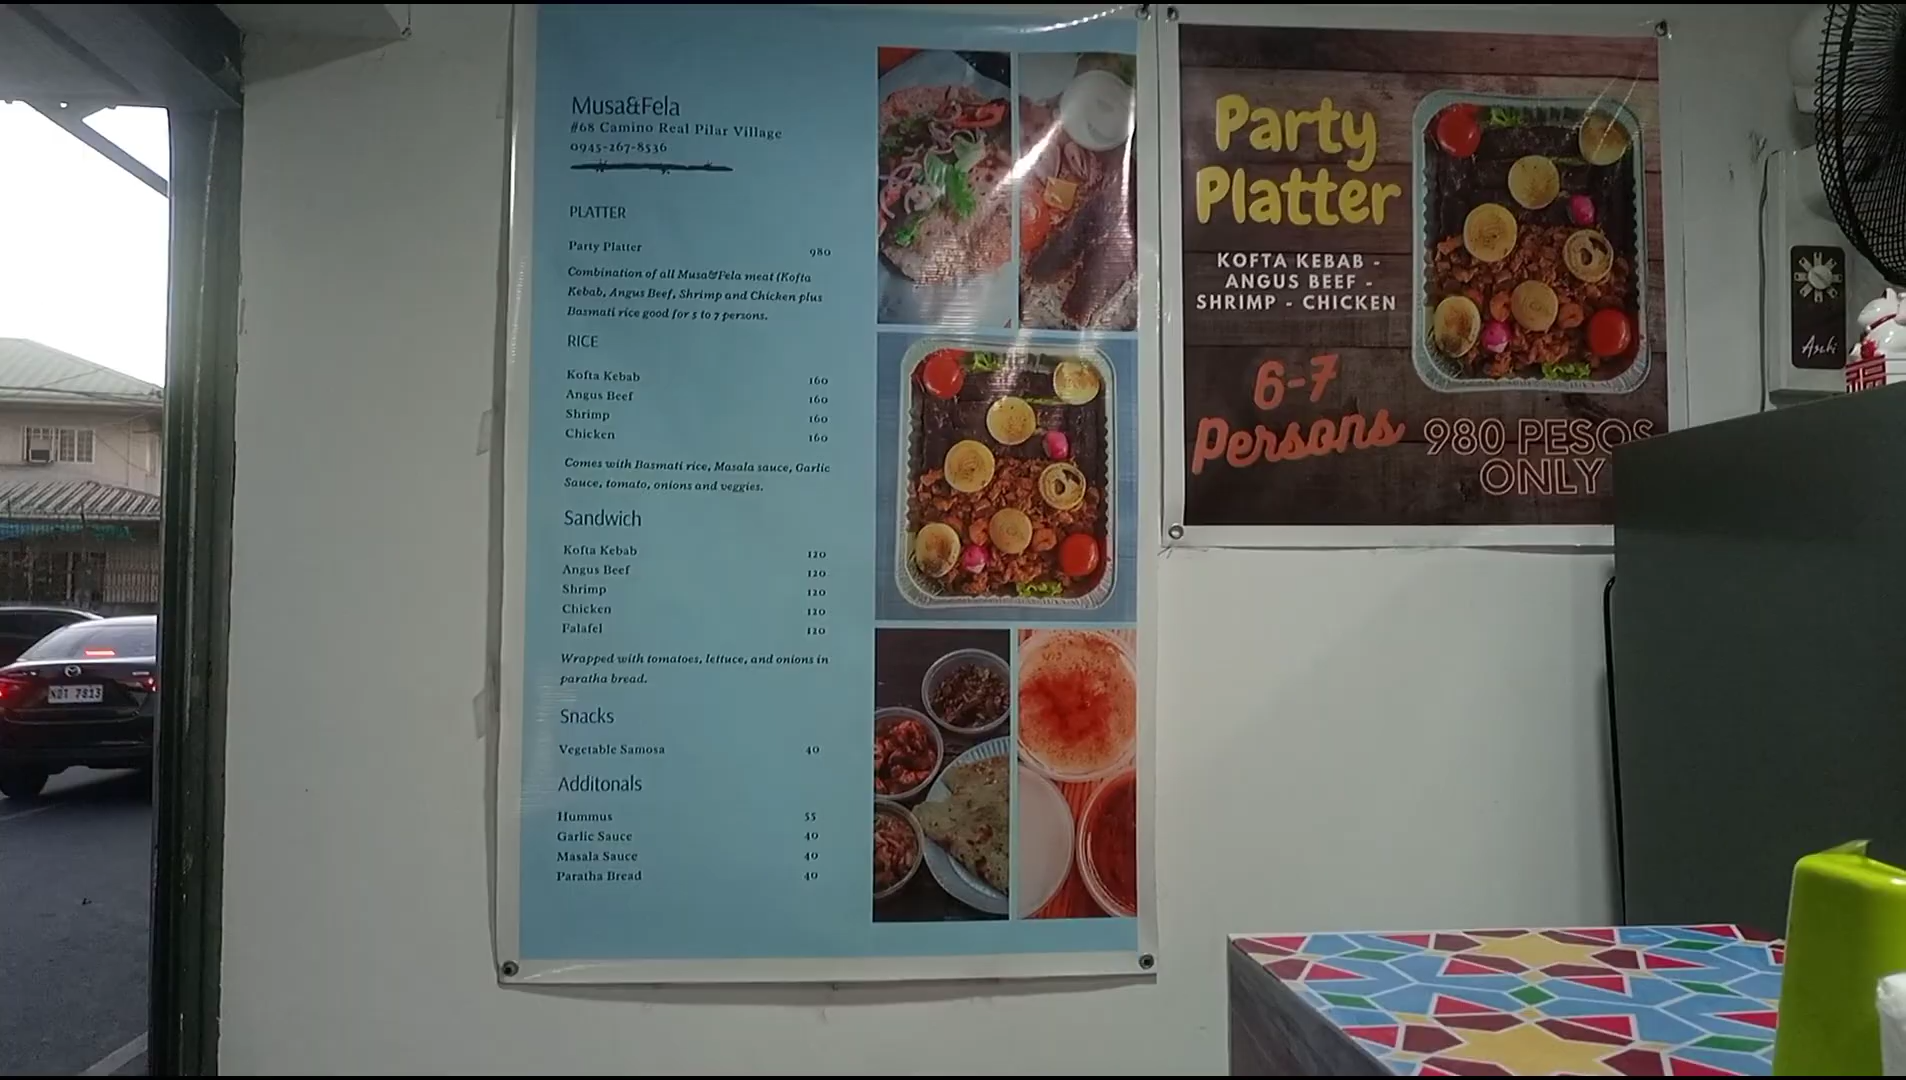 Musa&Fela
#68 Camino Real Pilar Village
0945-267-8536
PLATTER
Party Platter 980
Combination of all Musa&Fela meat (Kofta
Kebab, Angus Beef, Shrimp and Chicken plus
Basmati rice good for 5 to 7 persons.
RICE
Kofta Kebab 160
Angus Beef 160
Shrimp 160
Chicken 160
Comes with Basmati rice, Masala sauce, Garlic
Sauce, tomato, onions and veggies.
Sandwich
Kofta Kebab 120
Angus Beef 120
Shrimp 120
Chicken 120
Falafel 120
Wrapped with tomatoes, lettuce, and onions in
paratha bread.
Snacks
Vegetable Samosa 40
Additonals
Hummus 55
Garlic Sauce 40
Masala Sauce 40
Paratha Bread 40
Party
Platter
KOFTA KEBAB -
ANGUS BEEF -
SHRIMP - CHICKEN
6-7
Persons
980 PESOS
ONLY
Asahi